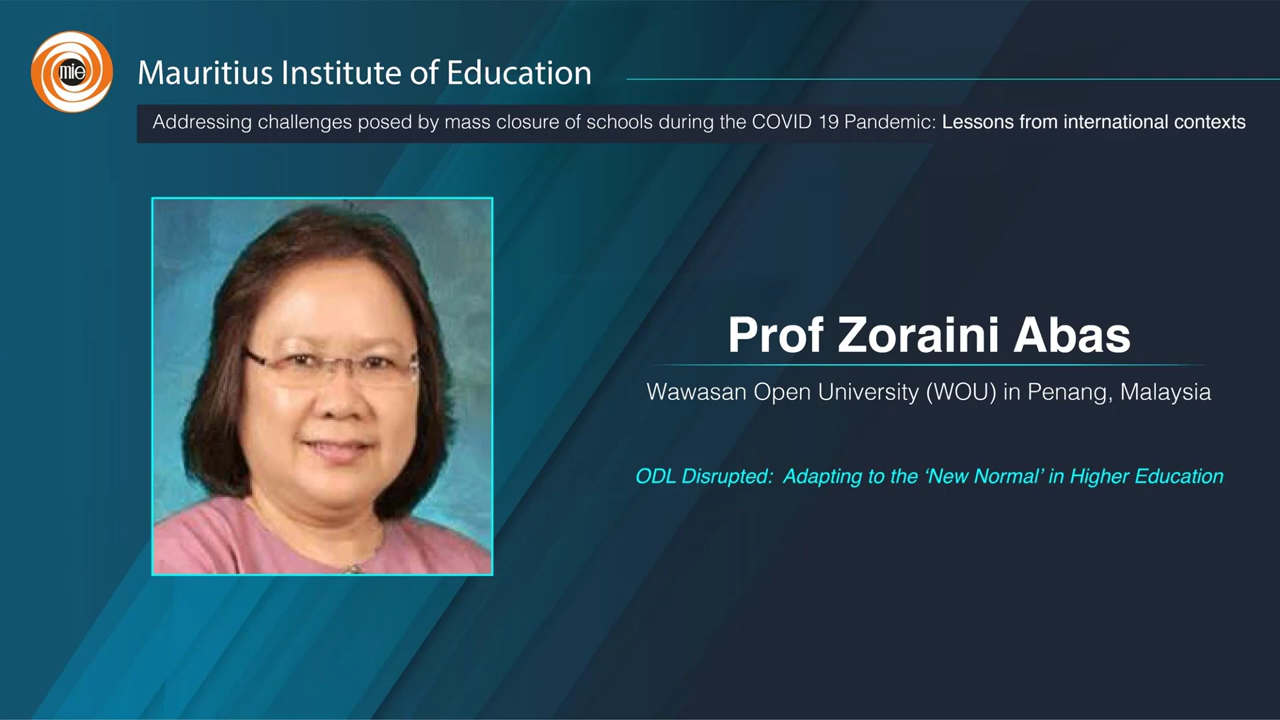 mie
Mauritius Institute of Education
Addressing challenges posed by mass closure of schools during the COVID 19 Pandemic: Lessons from international contexts
Prof Zoraini Abas
Wawasan Open University (WOU) in Penang, Malaysia
ODL Disrupted:  Adapting to the ‘New Normal’ in Higher Education